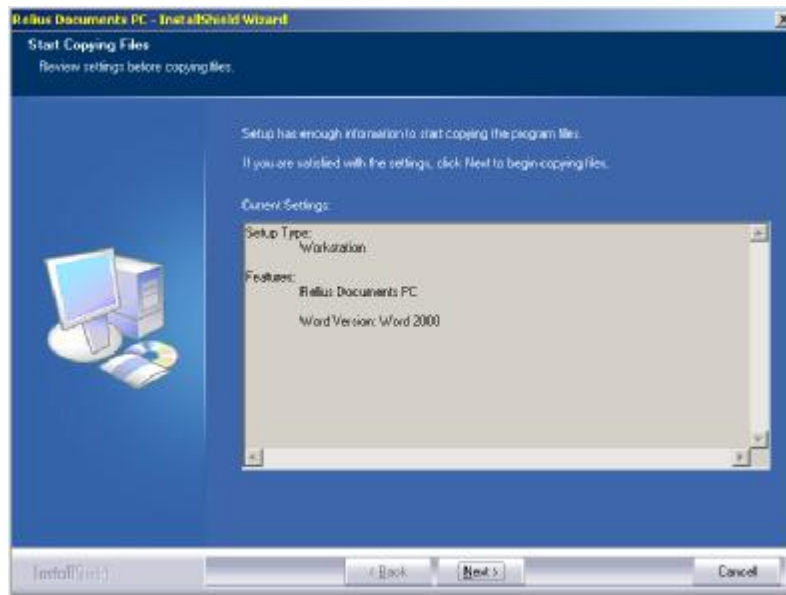 Relius Documents PC - InstallShield Wizard
Start Copying Files
Review settings before copying files.
Setup has enough information to start copying the program files.
If you are satisfied with the settings, click Next to begin copying files.
Current Settings:
Setup Type:
Workstation
Features:
Relius Documents PC
Word Version: Word 2000
InstallShield
< Back
Next >
Cancel